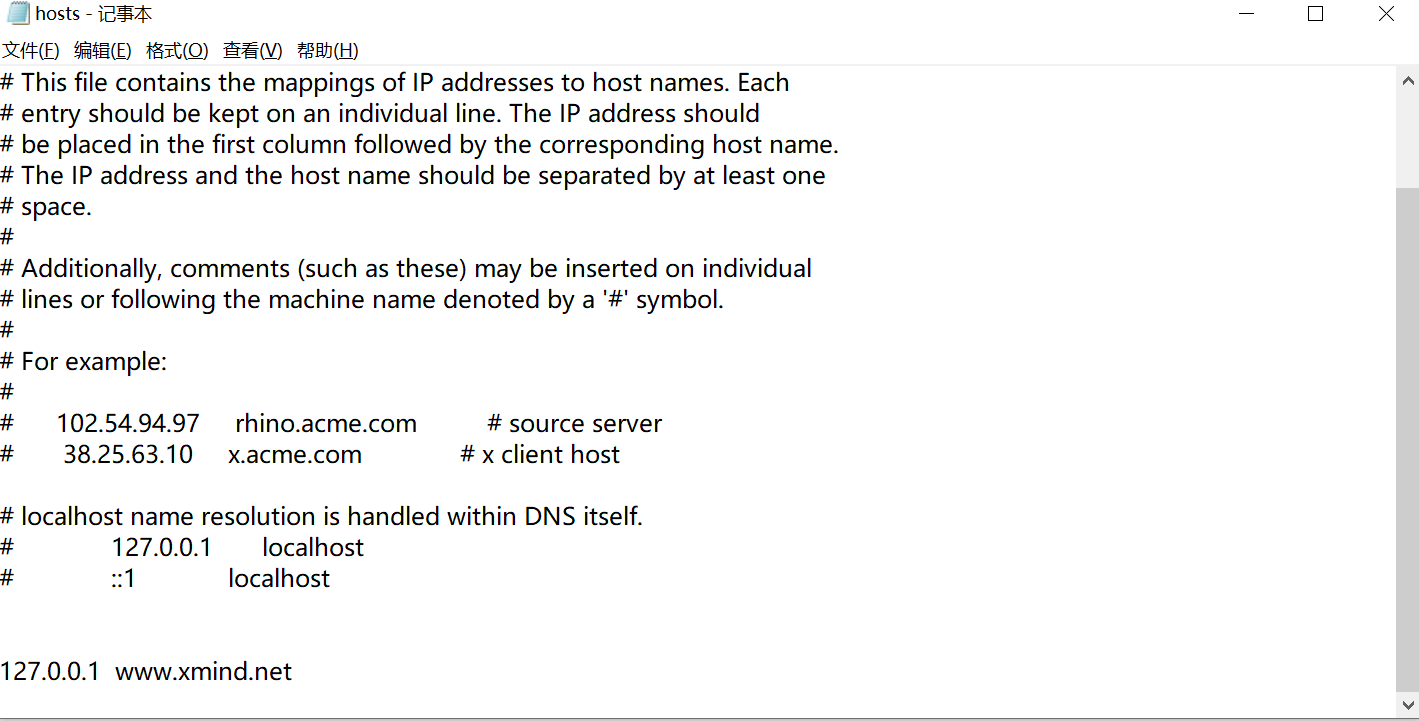 hosts - 记事本
文件(F) 编辑(E) 格式(O) 查看(V) 帮助(H)
# This file contains the mappings of IP addresses to host names. Each
# entry should be kept on an individual line. The IP address should
# be placed in the first column followed by the corresponding host name.
# The IP address and the host name should be separated by at least one
# space.
#
# Additionally, comments (such as these) may be inserted on individual
# lines or following the machine name denoted by a '#' symbol.
#
# For example:
#
#      102.54.94.97     rhino.acme.com          # source server
#       38.25.63.10     x.acme.com              # x client host

# localhost name resolution is handled within DNS itself.
#	127.0.0.1       localhost
#	::1             localhost


127.0.0.1  www.xmind.net